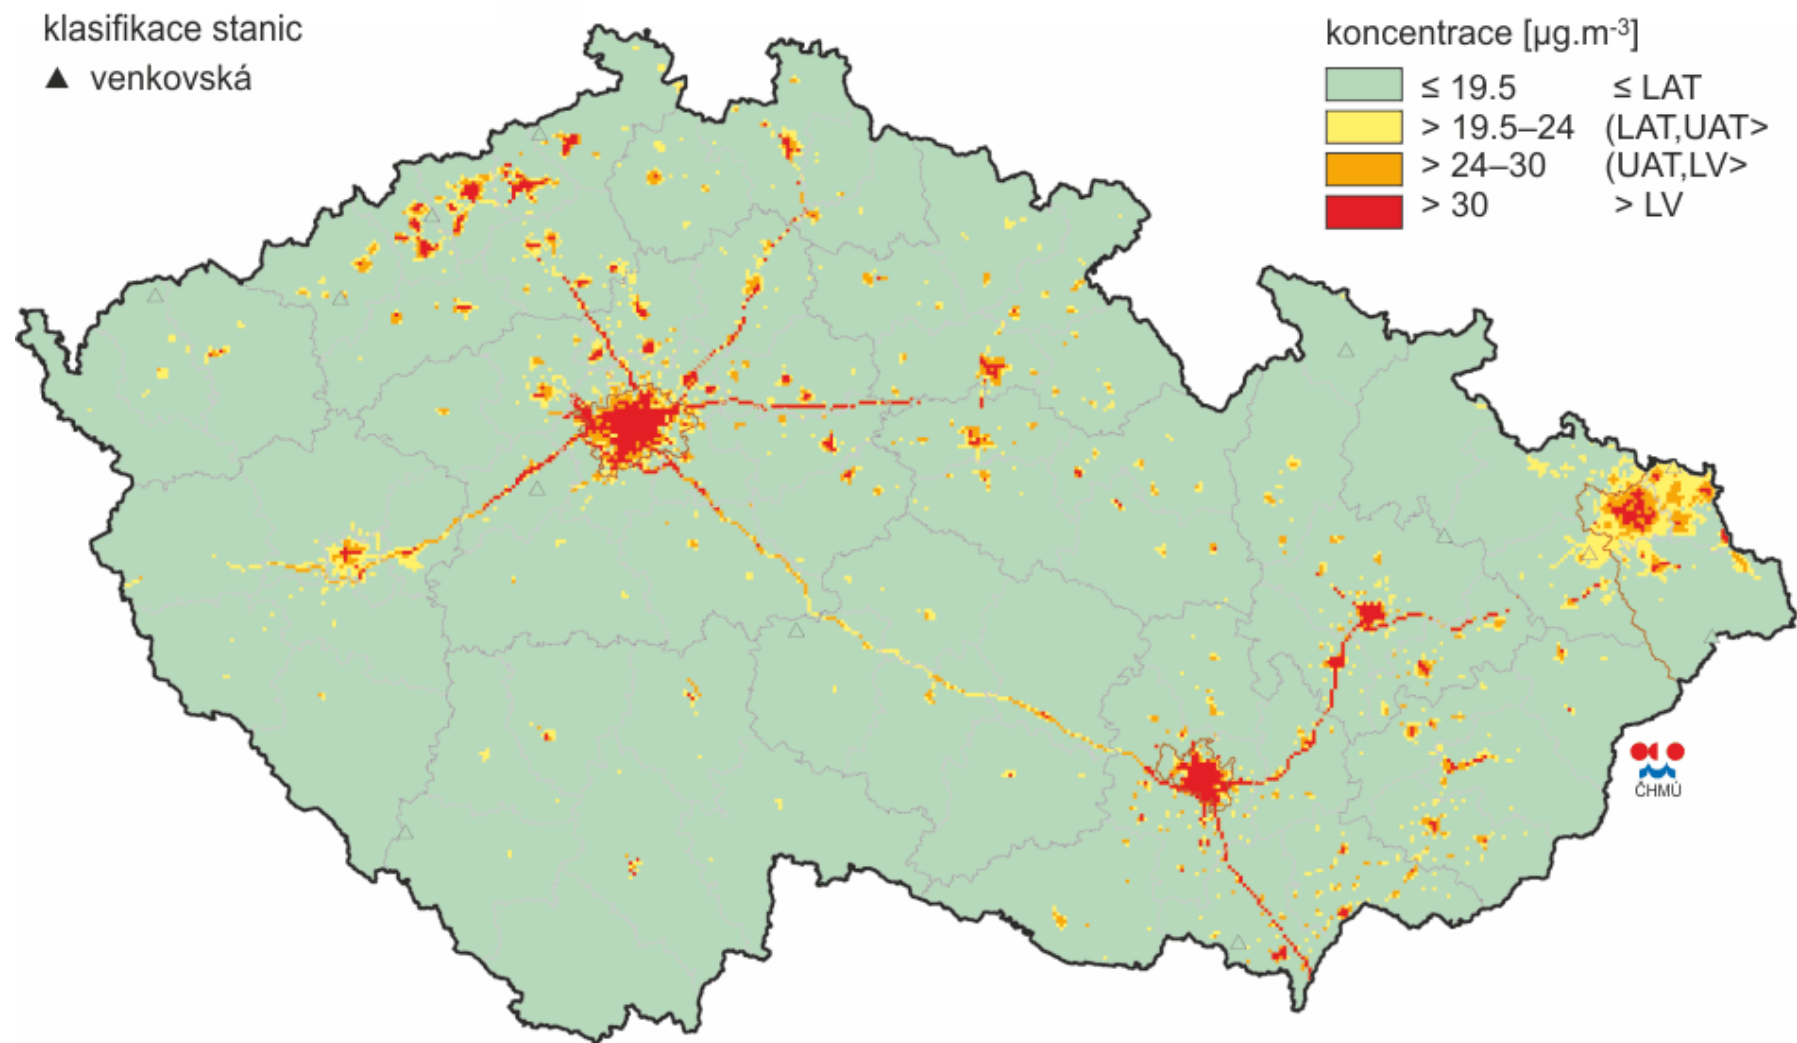 klasifikace stanic
▲ venkovská
koncentrace [µg.m-3]
≤ 19.5 ≤ LAT
> 19.5–24 (LAT,UAT>
> 24–30 (UAT,LV>
> 30 > LV
ČHMÚ